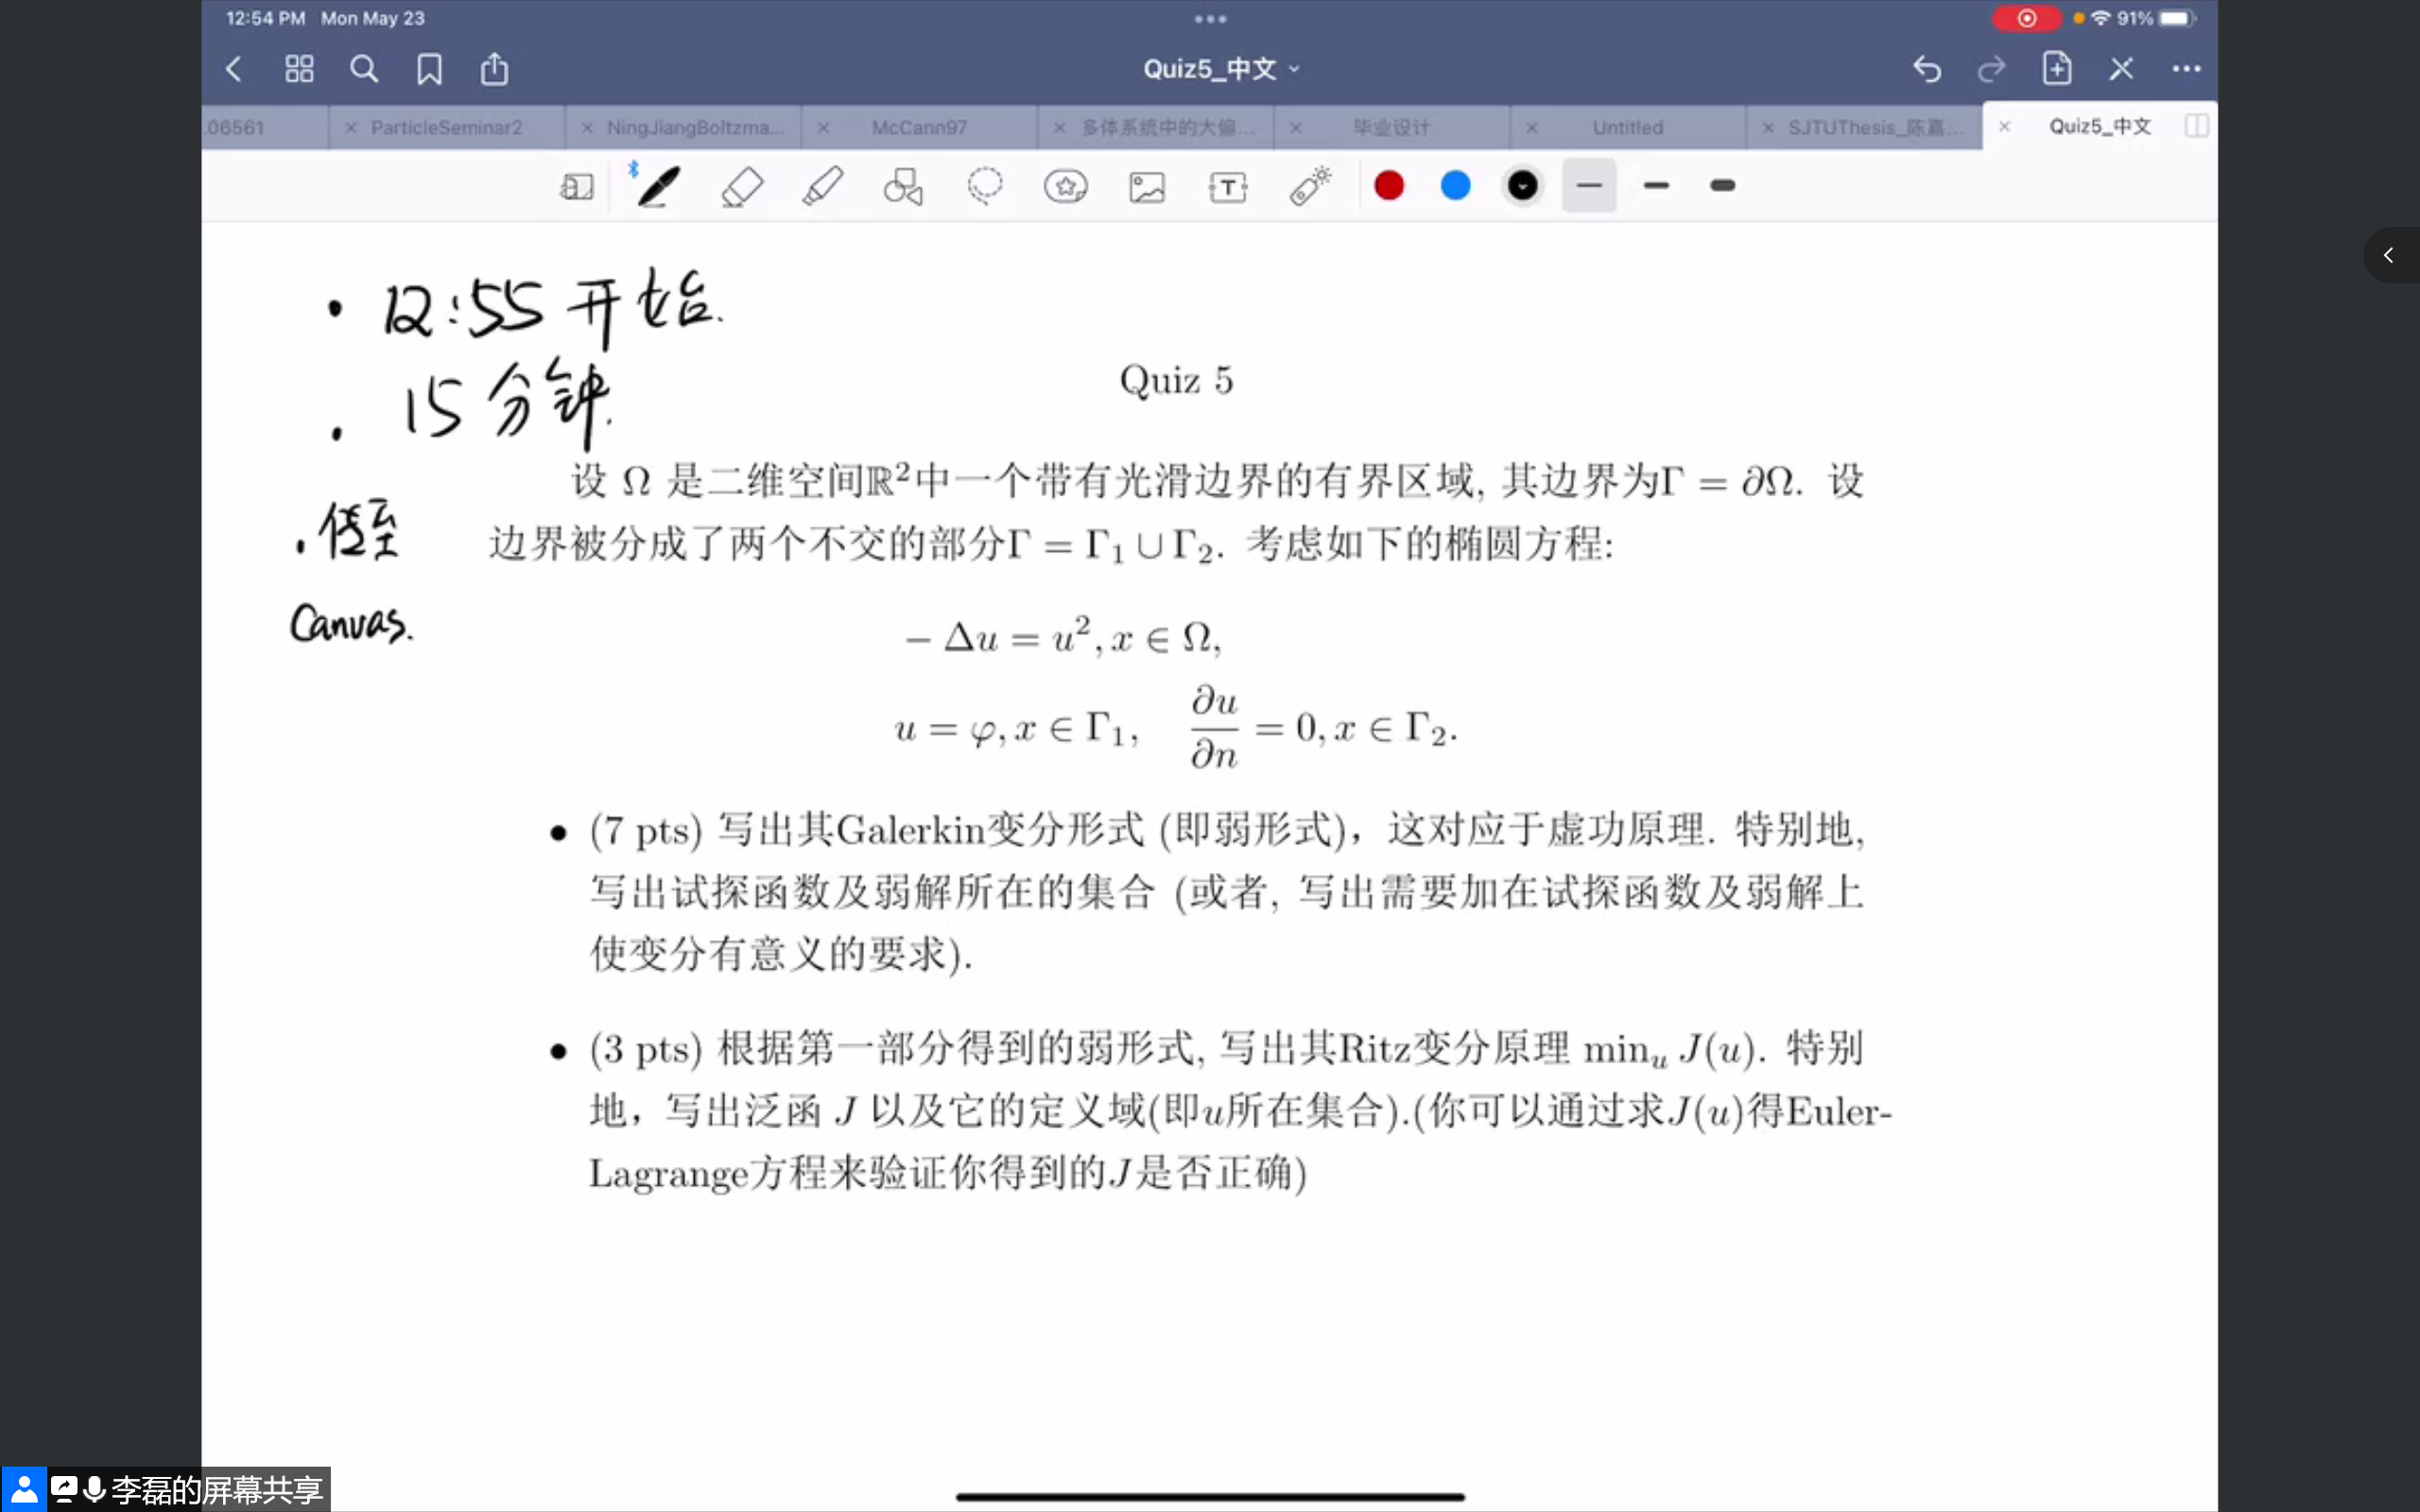 12:54 PM Mon May 23
91%
Quiz5_中文
.06561
ParticleSeminar2
NingJiangBoltzma...
McCann97
多体系统中的大偏...
毕业设计
Untitled
SJTUThesis_陈嘉...
Quiz5_中文
• 12:55 开始.
• 15分钟.
• 传至
Canvas.
Quiz 5
设 Ω 是二维空间ℝ²中一个带有光滑边界的有界区域, 其边界为Γ = ∂Ω. 设
边界被分成了两个不交的部分Γ = Γ₁ ∪ Γ₂. 考虑如下的椭圆方程:
− Δu = u², x ∈ Ω,
u = φ, x ∈ Γ₁, ∂u/∂n = 0, x ∈ Γ₂.
• (7 pts) 写出其Galerkin变分形式 (即弱形式)，这对应于虚功原理. 特别地,
写出试探函数及弱解所在的集合 (或者, 写出需要加在试探函数及弱解上
使变分有意义的要求).
• (3 pts) 根据第一部分得到的弱形式, 写出其Ritz变分原理 minᵤ J(u). 特别
地，写出泛函 J 以及它的定义域(即u所在集合).(你可以通过求J(u)得Euler-
Lagrange方程来验证你得到的J是否正确)
李磊的屏幕共享